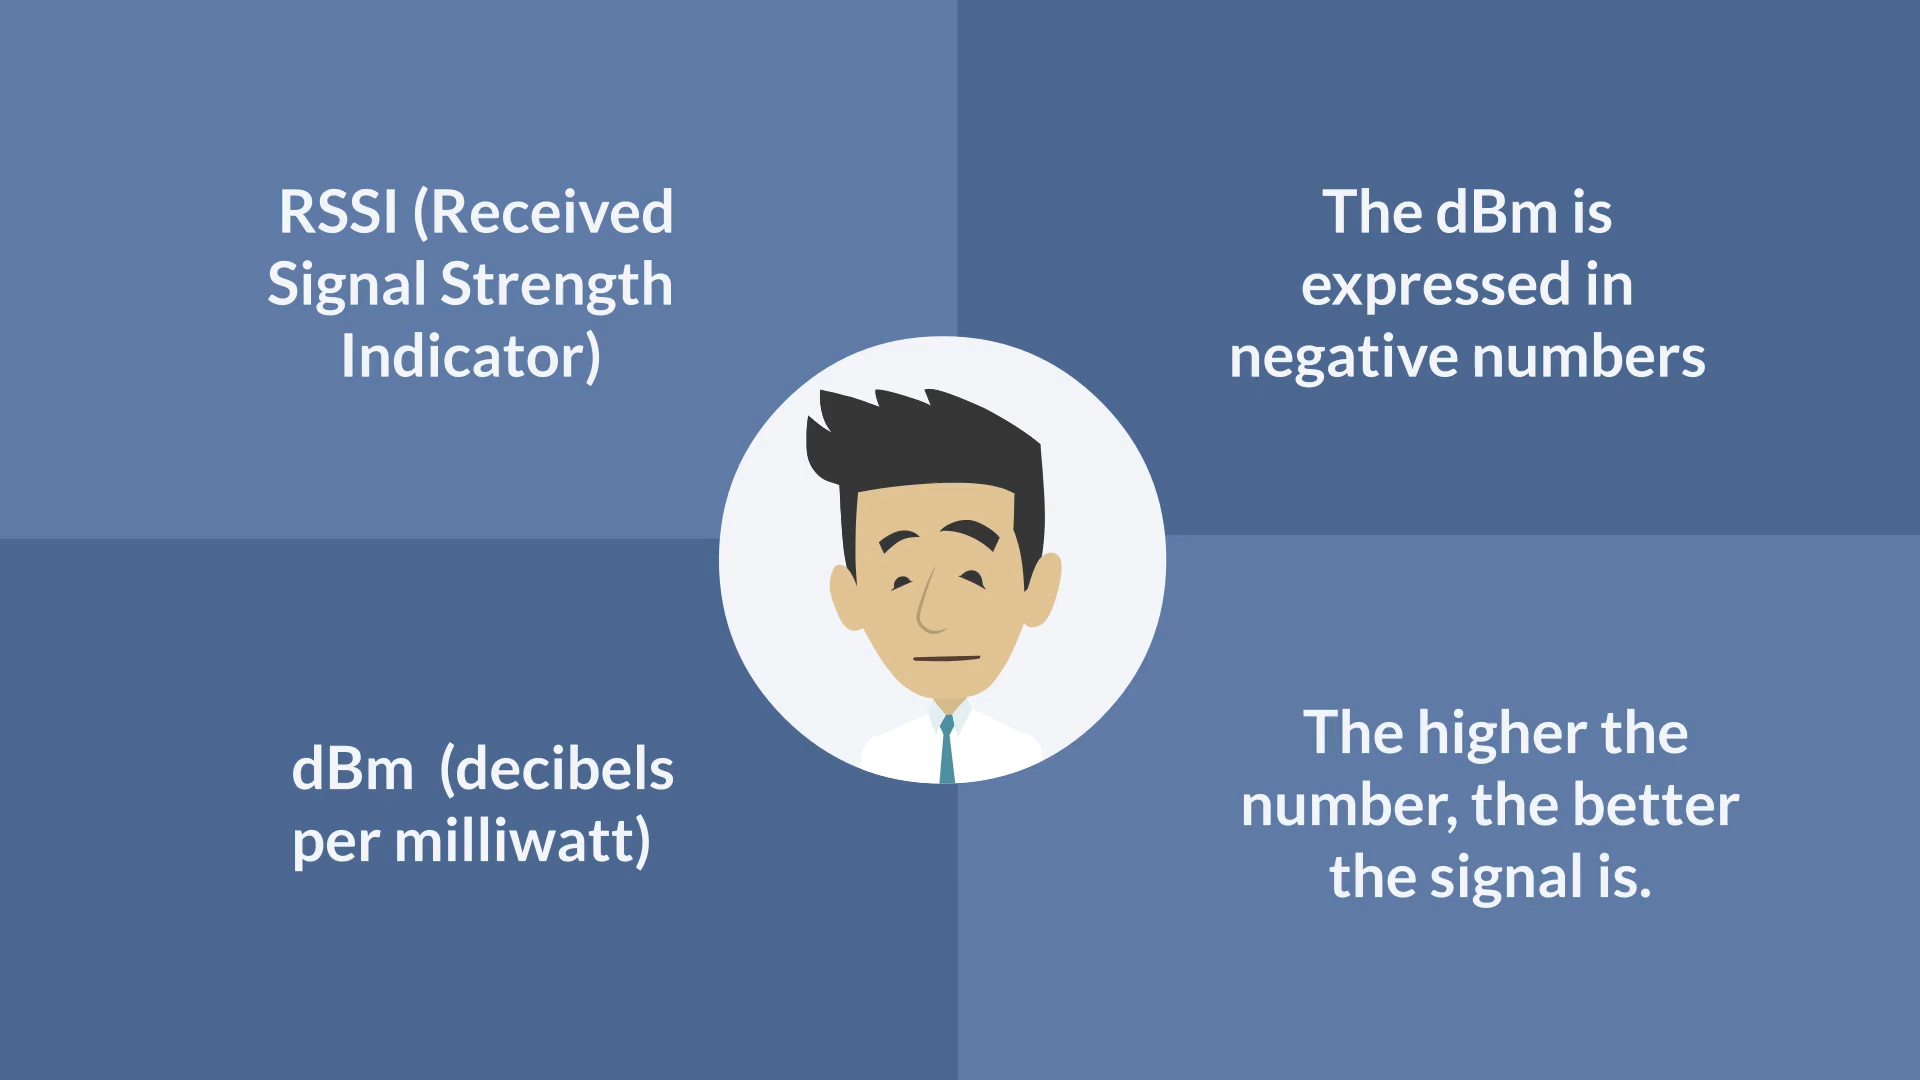 RSSI (Received
Signal Strength
Indicator)
The dBm is
expressed in
negative numbers
dBm  (decibels
per milliwatt)
The higher the
number, the better
the signal is.